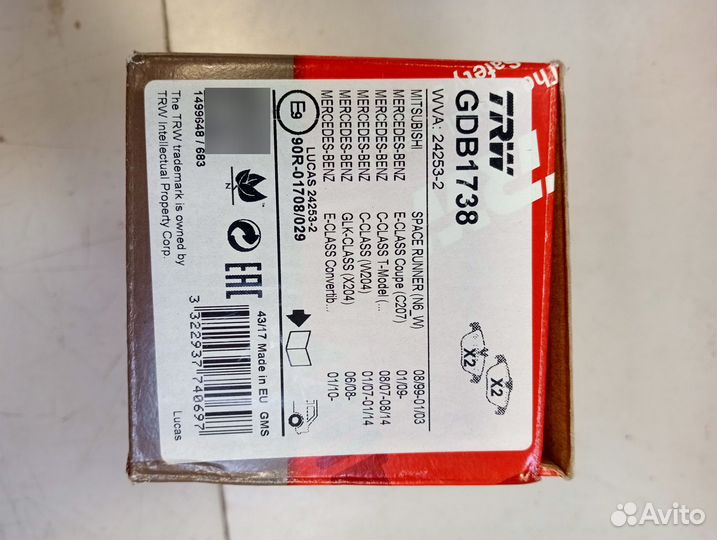 The
Safety
TRW
GDB1738
WVA: 24253-2
MITSUBISHI SPACE RUNNER (N6_W) 08/99-01/03
MERCEDES-BENZ E-CLASS Coupe (C207) 01/09-
MERCEDES-BENZ C-CLASS T-Model (... 08/07-08/14
MERCEDES-BENZ C-CLASS (W204) 01/07-01/14
MERCEDES-BENZ GLK-CLASS (X204) 06/08-
MERCEDES-BENZ E-CLASS Convertib... 01/10-
X2
X2
LUCAS 24253-2
E9 90R-01708/029
N
EAC
43/17 Made in EU GMS
3 322937 740697
1499648 / 683
The TRW trademark is owned by
TRW Intellectual Property Corp.
Lucas
Avito